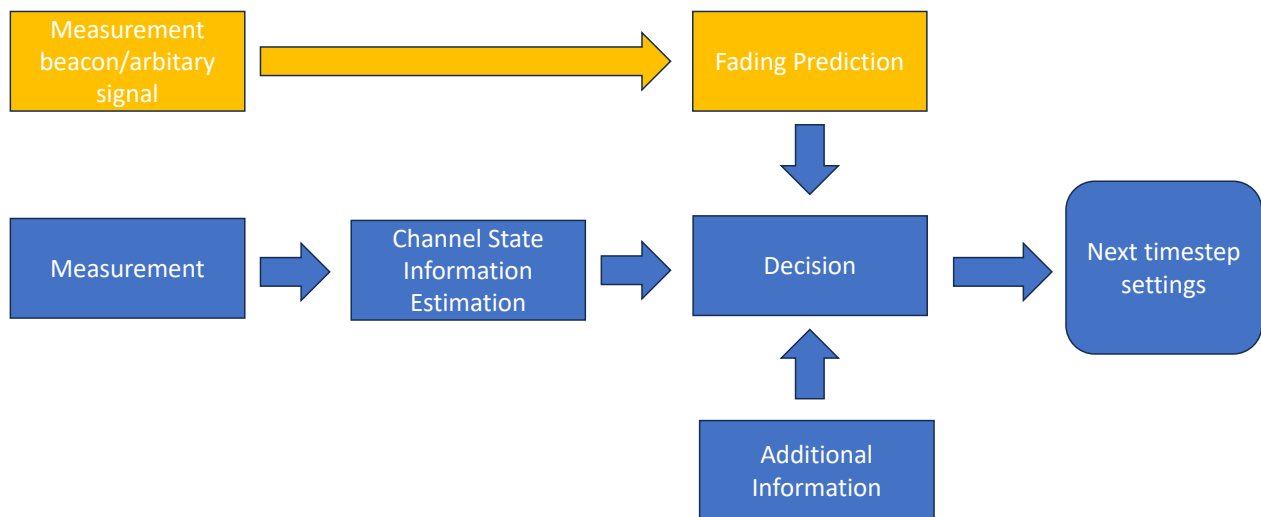 Measurement
beacon/arbitary
signal
Fading Prediction
Measurement
Channel State
Information
Estimation
Decision
Next timestep
settings
Additional
Information